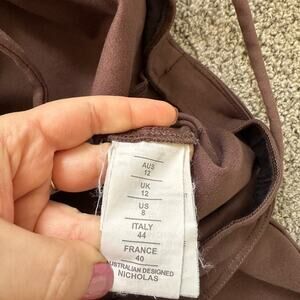 AUS
12
UK
12
US
8
ITALY
44
FRANCE
40
AUSTRALIAN DESIGNED
NICHOLAS